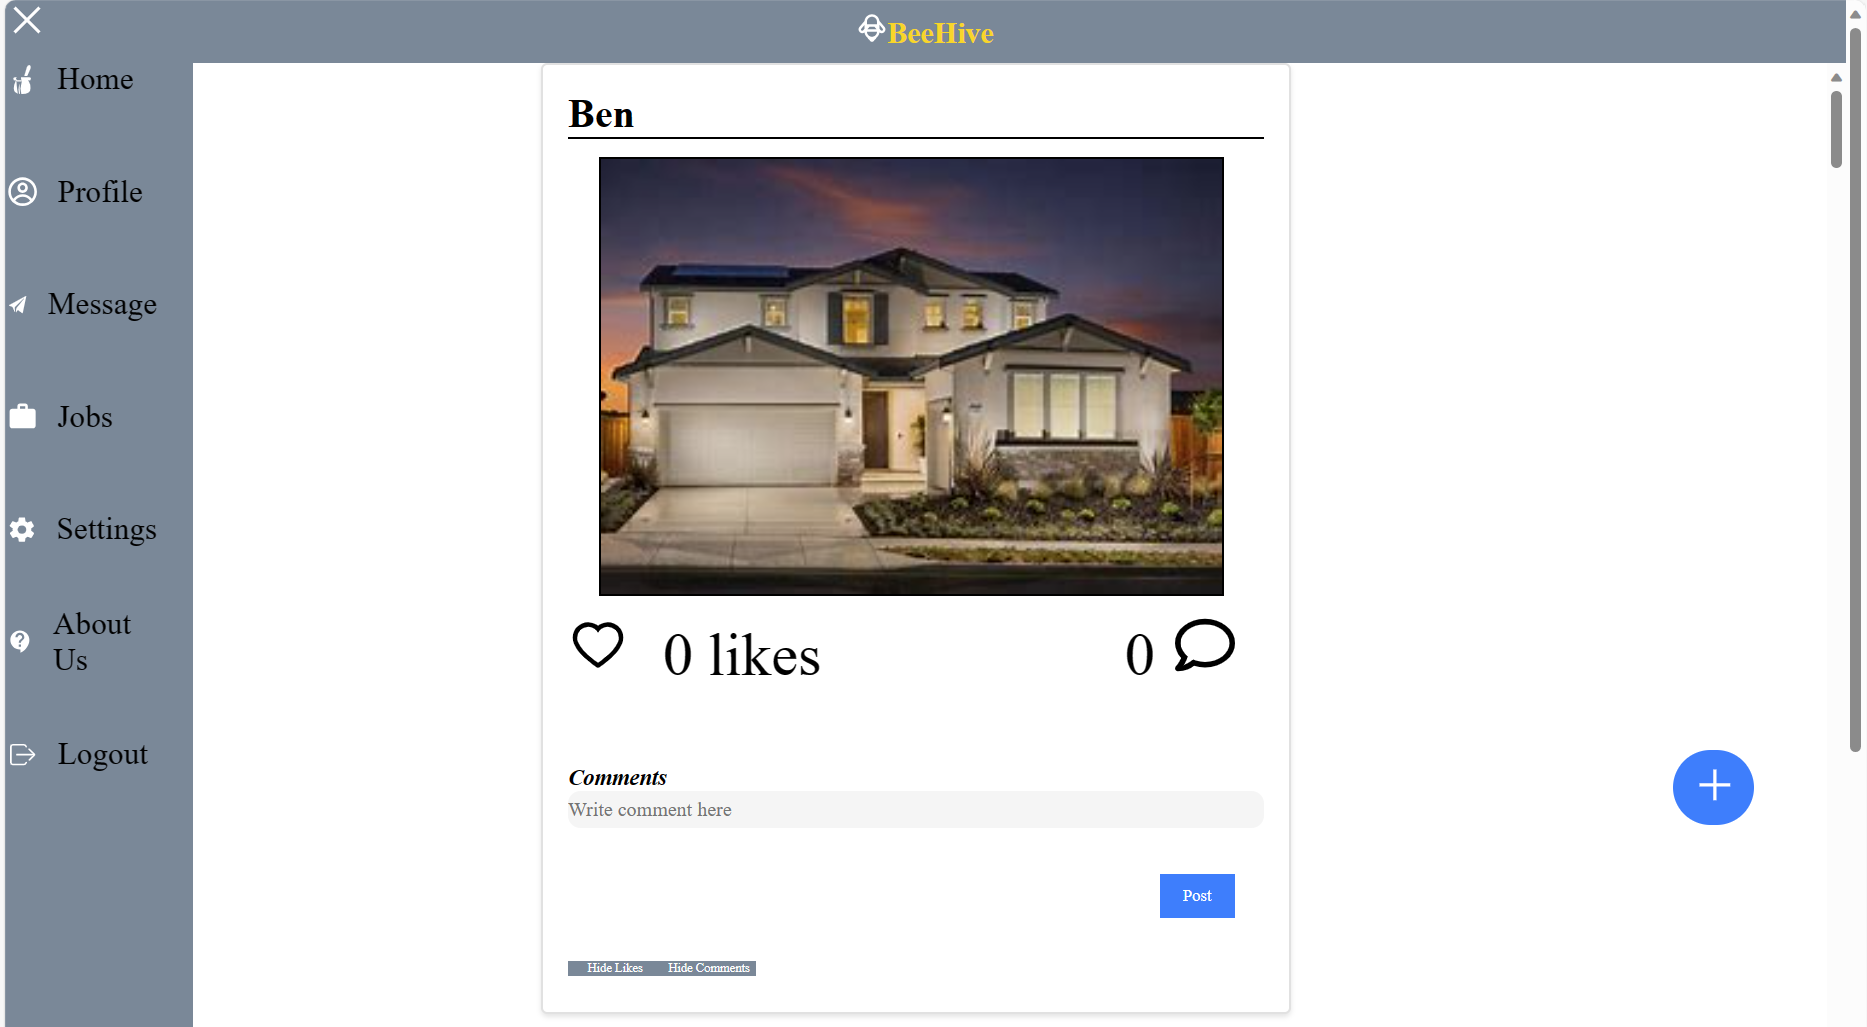 BeeHive
Home
Profile
Message
Jobs
Settings
About
Us
Logout
Ben
0 likes
0
Comments
Write comment here
Post
Hide Likes Hide Comments